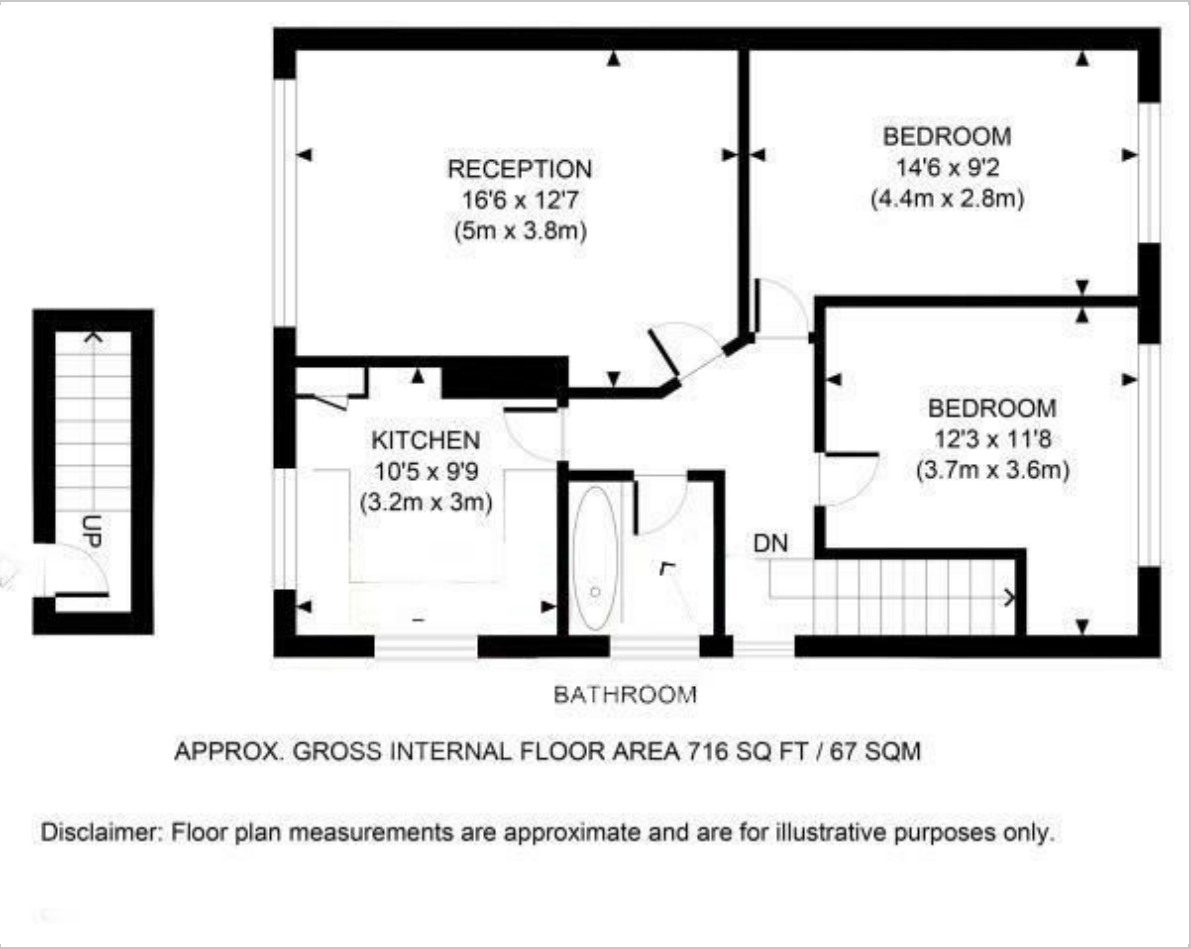 RECEPTION
16'6 x 12'7
(5m x 3.8m)
BEDROOM
14'6 x 9'2
(4.4m x 2.8m)
BEDROOM
12'3 x 11'8
(3.7m x 3.6m)
KITCHEN
10'5 x 9'9
(3.2m x 3m)
UP
DN
BATHROOM
APPROX. GROSS INTERNAL FLOOR AREA 716 SQ FT / 67 SQM
Disclaimer: Floor plan measurements are approximate and are for illustrative purposes only.